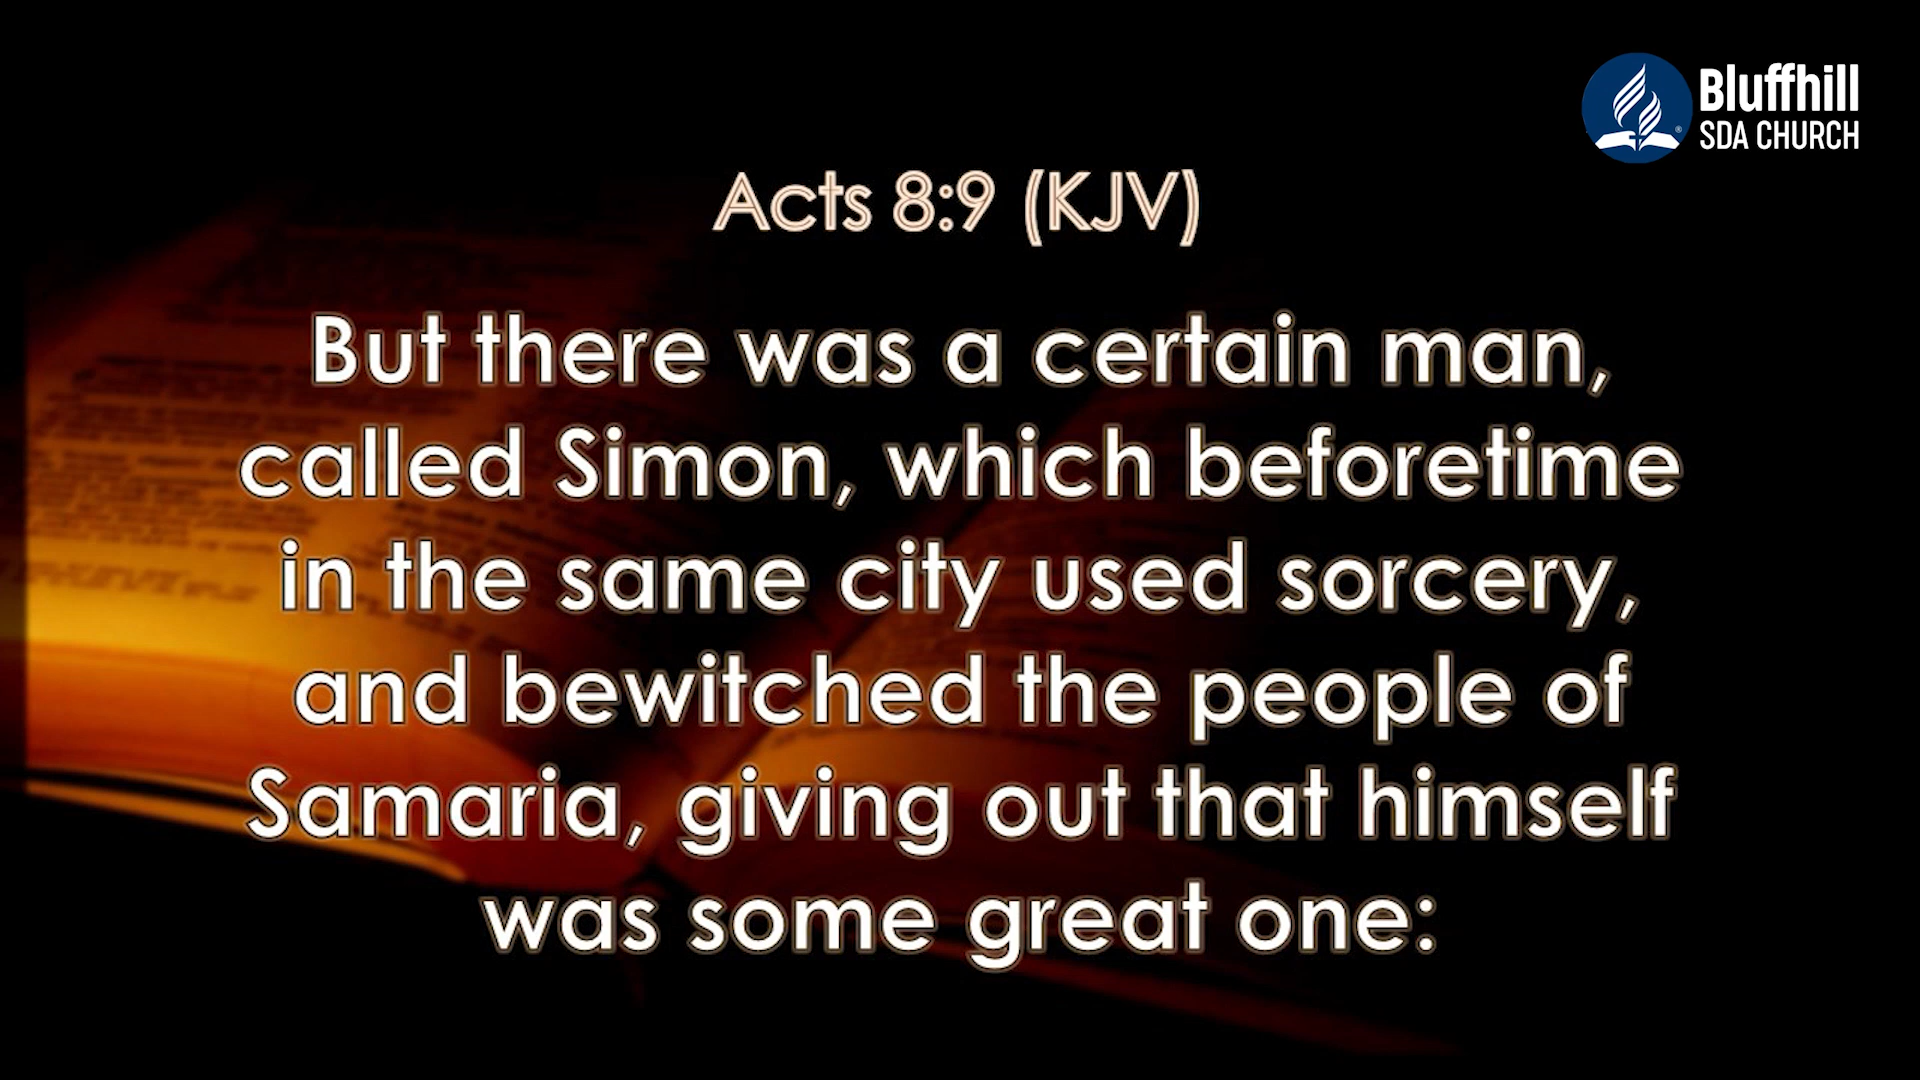 Bluffhill
SDA CHURCH
Acts 8:9 (KJV)
But there was a certain man,
called Simon, which beforetime
in the same city used sorcery,
and bewitched the people of
Samaria, giving out that himself
was some great one: